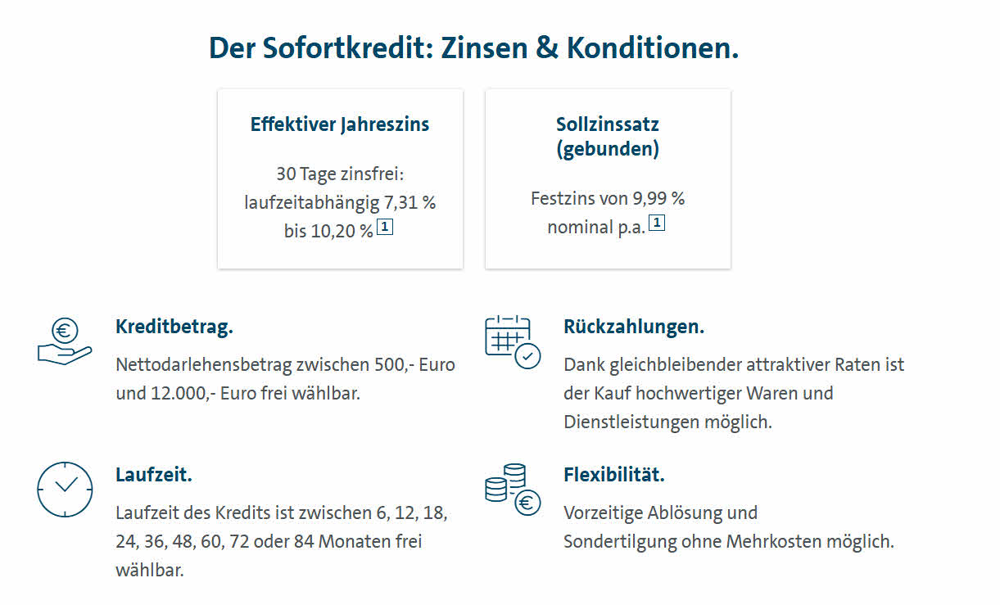 Der Sofortkredit: Zinsen & Konditionen.
Effektiver Jahreszins
30 Tage zinsfrei:
laufzeitabhängig 7,31 %
bis 10,20 % 1
Sollzinssatz
(gebunden)
Festzins von 9,99 %
nominal p.a. 1
Kreditbetrag.
Nettodarlehensbetrag zwischen 500,- Euro
und 12.000,- Euro frei wählbar.
Rückzahlungen.
Dank gleichbleibender attraktiver Raten ist
der Kauf hochwertiger Waren und
Dienstleistungen möglich.
Laufzeit.
Laufzeit des Kredits ist zwischen 6, 12, 18,
24, 36, 48, 60, 72 oder 84 Monaten frei
wählbar.
Flexibilität.
Vorzeitige Ablösung und
Sondertilgung ohne Mehrkosten möglich.